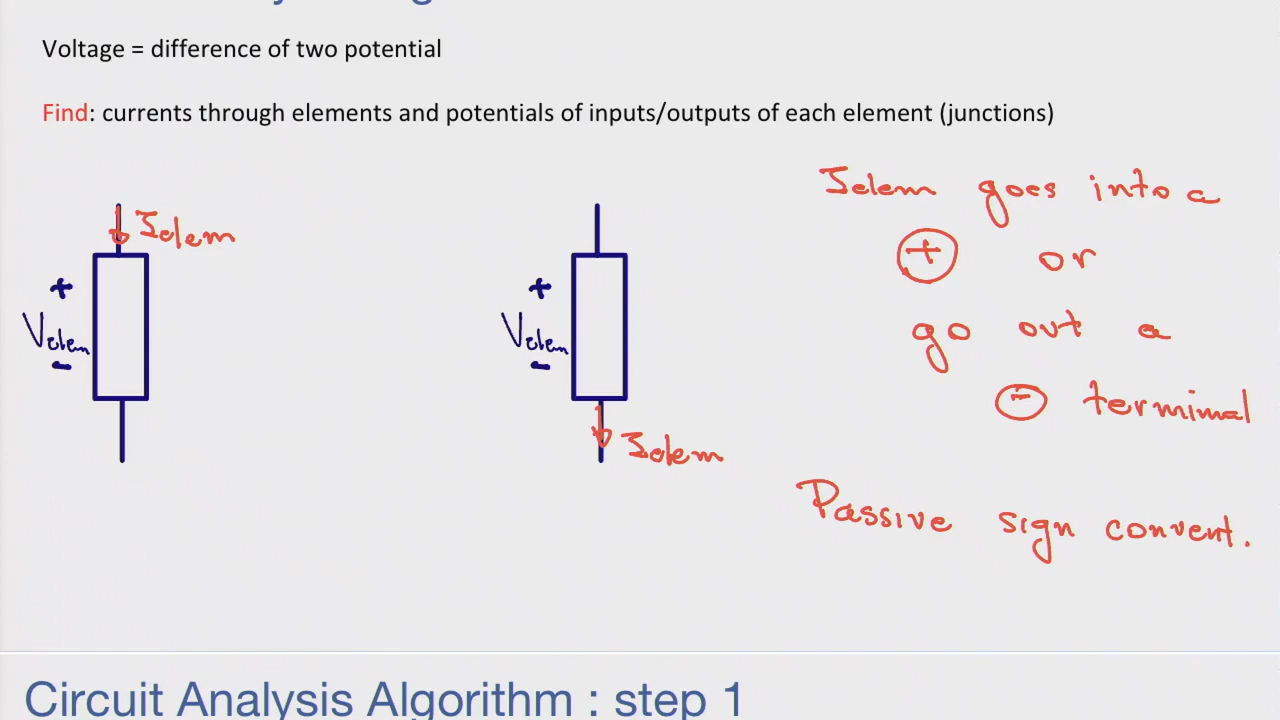 Voltage = difference of two potential
Find: currents through elements and potentials of inputs/outputs of each element (junctions)
Ielem goes into a
+ or
go out a
- terminal
Passive sign convent.
Ielem
+
Velem
-
+
Velem
-
Ielem
Circuit Analysis Algorithm : step 1